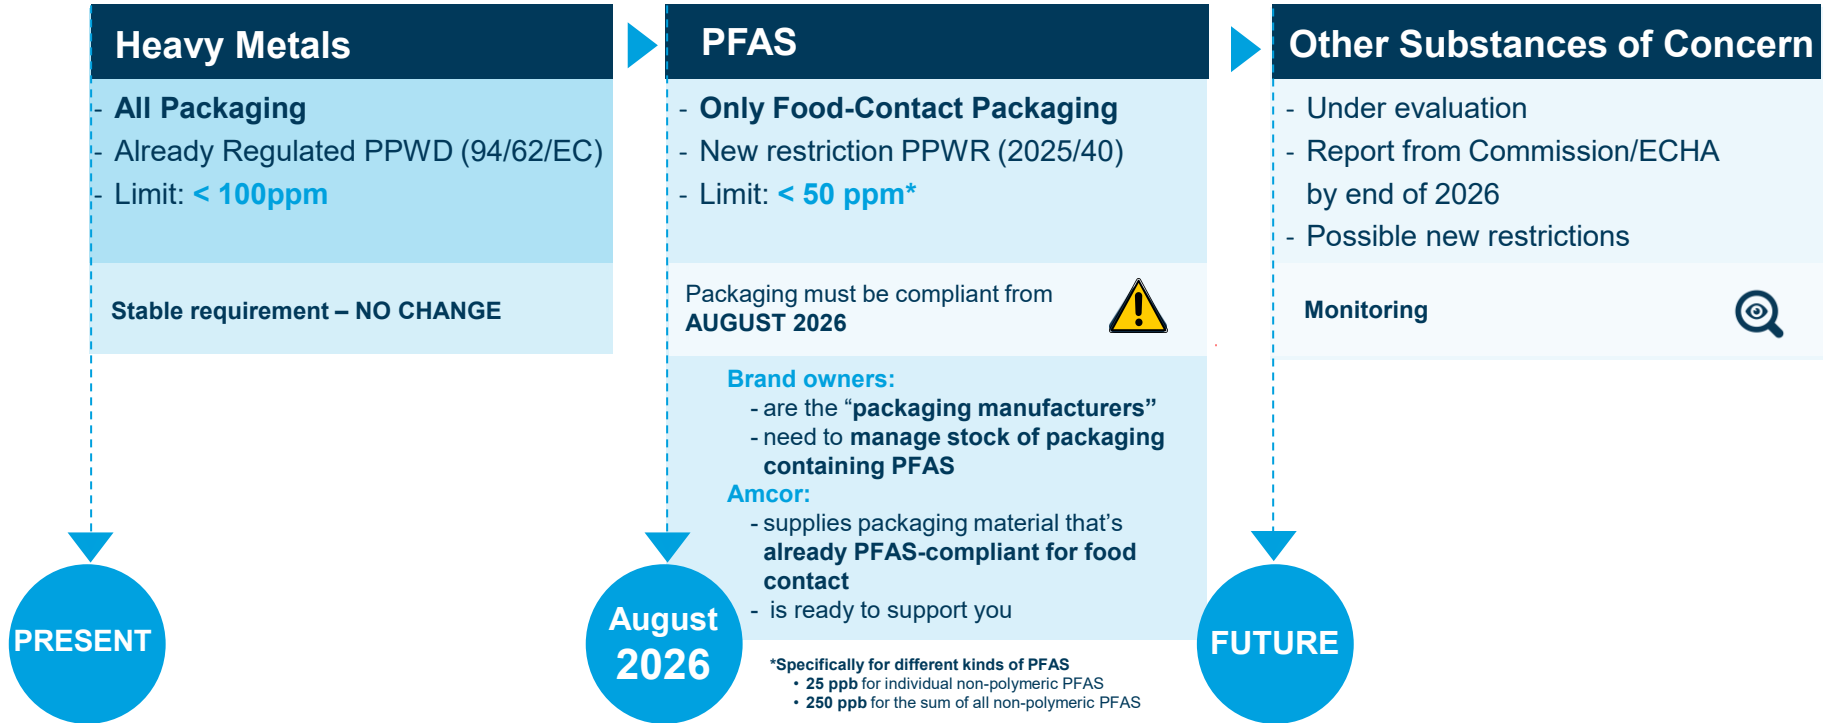 Heavy Metals
- All Packaging
- Already Regulated PPWD (94/62/EC)
- Limit: < 100ppm
Stable requirement – NO CHANGE
PRESENT
PFAS
- Only Food-Contact Packaging
- New restriction PPWR (2025/40)
- Limit: < 50 ppm*
Packaging must be compliant from
AUGUST 2026
Brand owners:
- are the “packaging manufacturers”
- need to manage stock of packaging
containing PFAS
Amcor:
- supplies packaging material that’s
already PFAS-compliant for food
contact
- is ready to support you
August
2026
*Specifically for different kinds of PFAS
• 25 ppb for individual non-polymeric PFAS
• 250 ppb for the sum of all non-polymeric PFAS
Other Substances of Concern
- Under evaluation
- Report from Commission/ECHA
by end of 2026
- Possible new restrictions
Monitoring
FUTURE